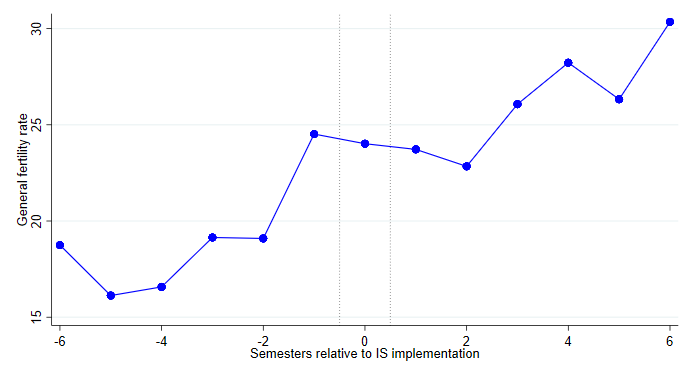 General fertility rate
30
25
20
15
-6 -4 -2 0 2 4 6
Semesters relative to IS implementation